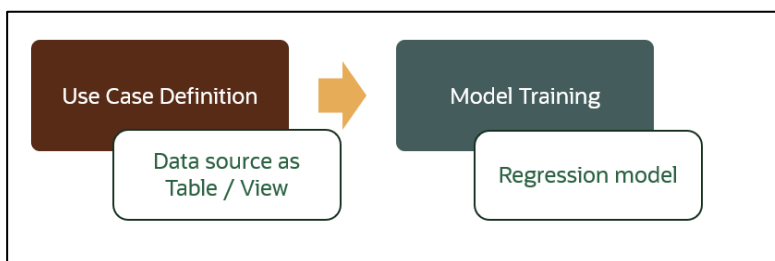 Use Case Definition
Data source as
Table / View
Model Training
Regression model